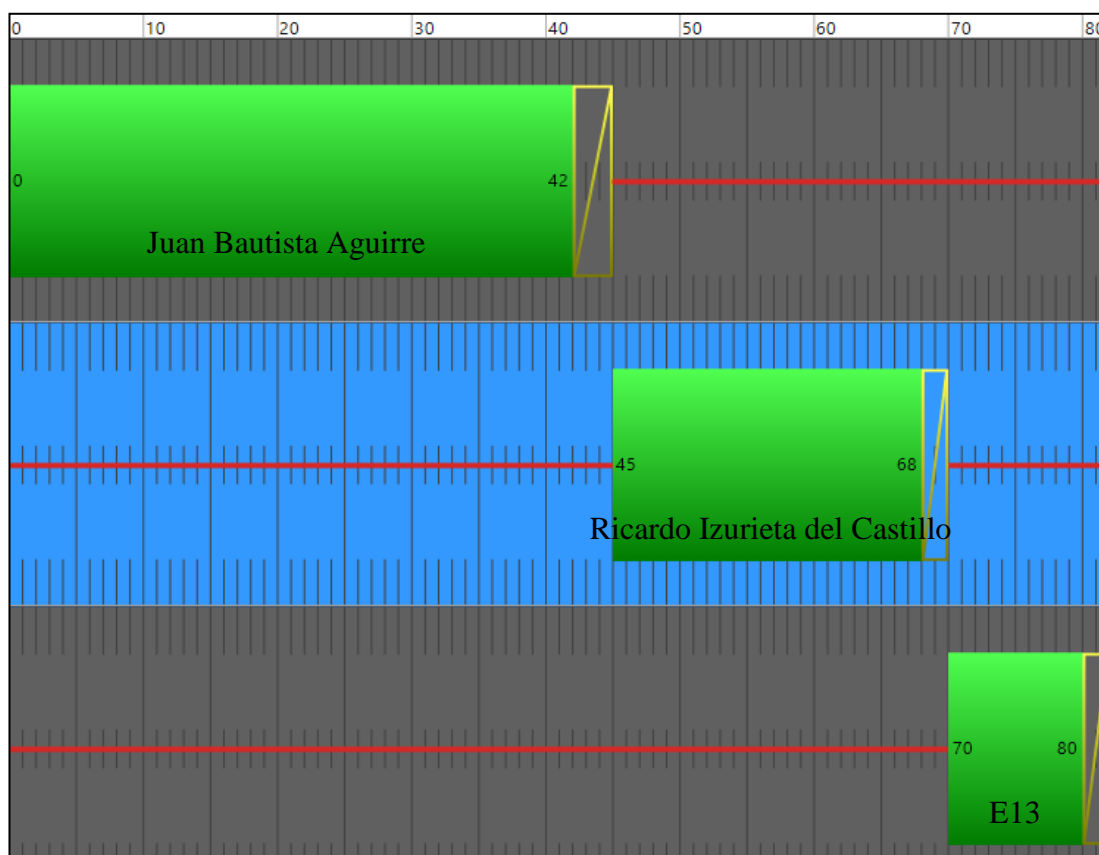 0 10 20 30 40 50 60 70 80
0 42
Juan Bautista Aguirre
45 68
Ricardo Izurieta del Castillo
70 80
E13